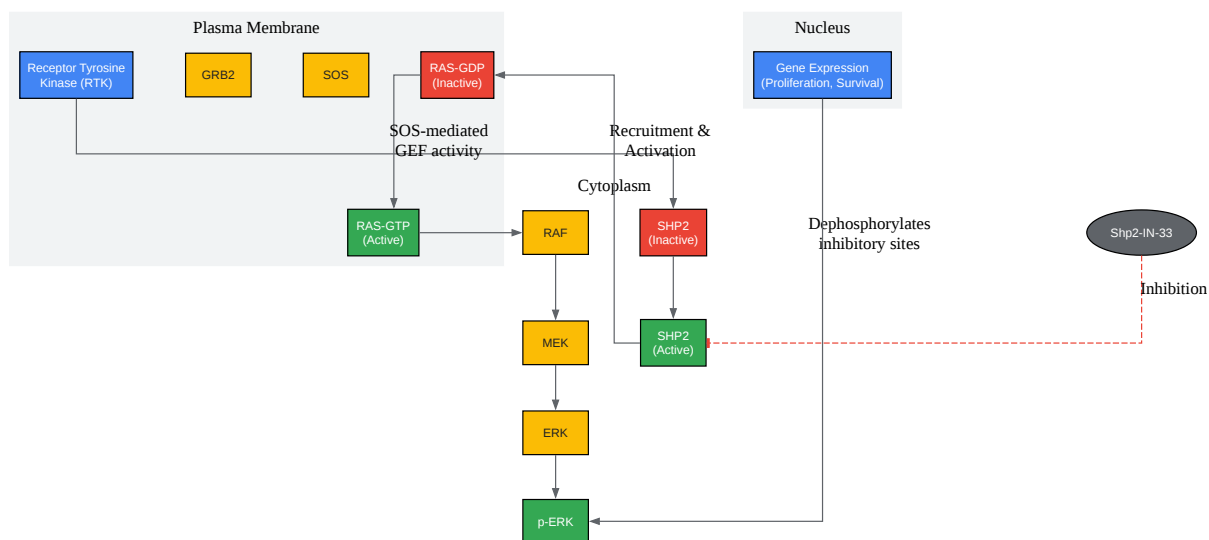 Plasma Membrane
Nucleus
Receptor Tyrosine
Kinase (RTK)
GRB2
SOS
RAS-GDP
(Inactive)
Gene Expression
(Proliferation, Survival)
SOS-mediated
GEF activity
Recruitment &
Activation
Cytoplasm
RAS-GTP
(Active)
RAF
SHP2
(Inactive)
Dephosphorylates
inhibitory sites
Shp2-IN-33
Inhibition
MEK
SHP2
(Active)
ERK
p-ERK